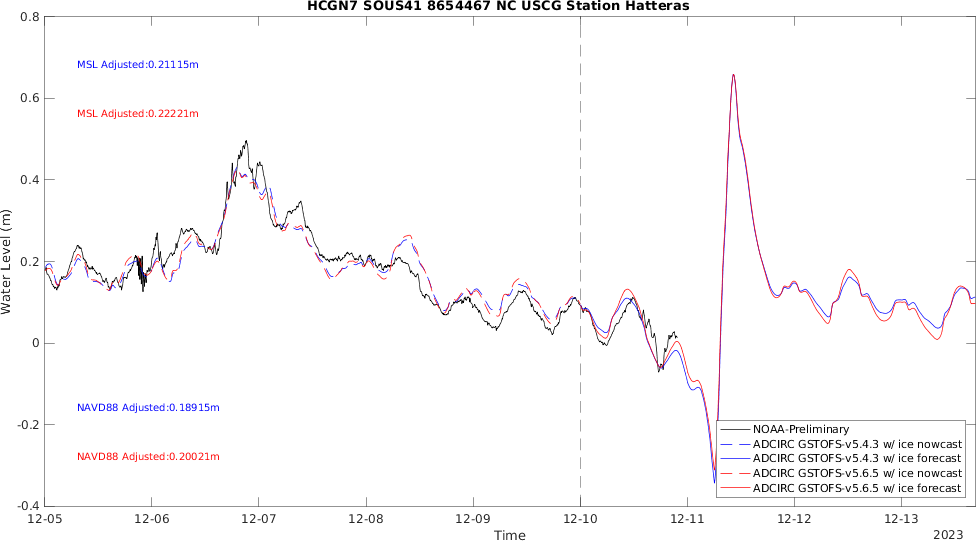 HCGN7 SOUS41 8654467 NC USCG Station Hatteras
0.8
0.6
0.4
0.2
0
-0.2
-0.4
Water Level (m)
MSL Adjusted:0.21115m
MSL Adjusted:0.22221m
NAVD88 Adjusted:0.18915m
NAVD88 Adjusted:0.20021m
NOAA-Preliminary
ADCIRC GSTOFS-v5.4.3 w/ ice nowcast
ADCIRC GSTOFS-v5.4.3 w/ ice forecast
ADCIRC GSTOFS-v5.6.5 w/ ice nowcast
ADCIRC GSTOFS-v5.6.5 w/ ice forecast
12-05 12-06 12-07 12-08 12-09 12-10 12-11 12-12 12-13
Time
2023